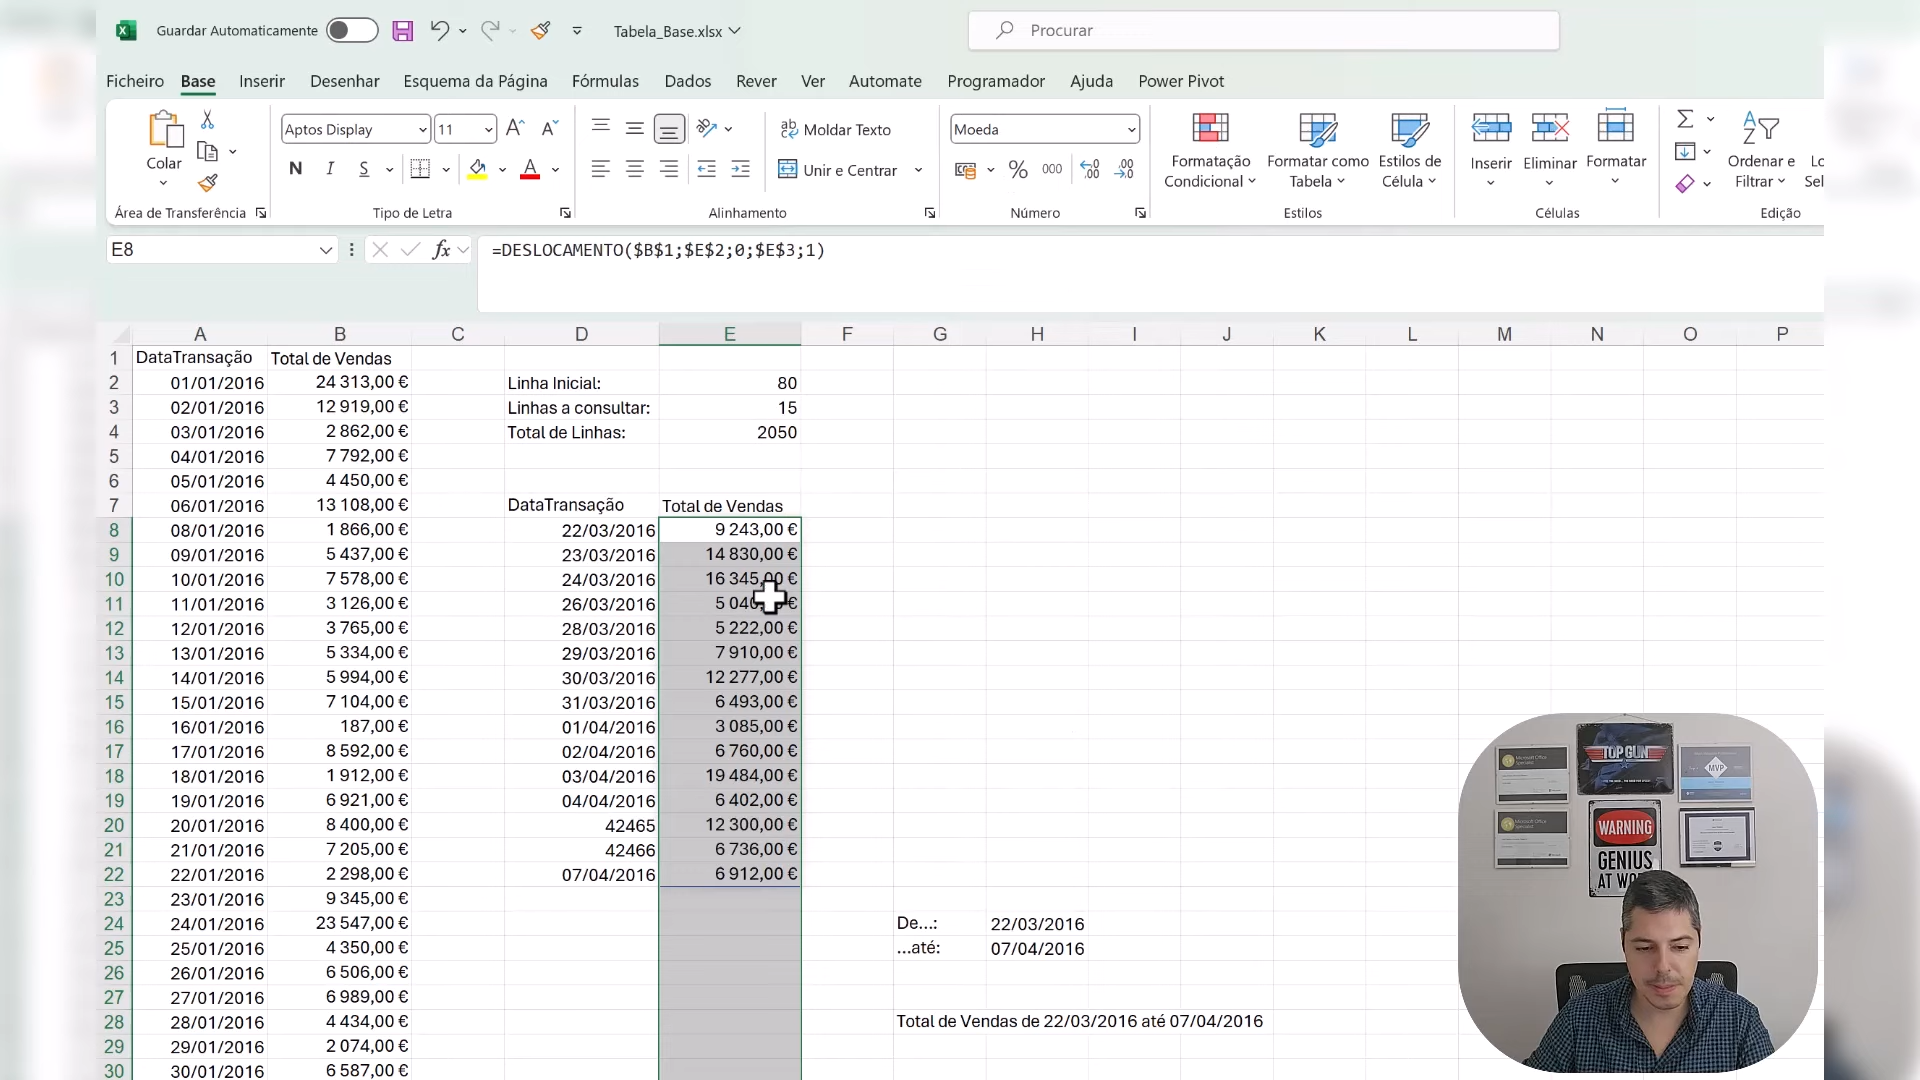 Guardar Automaticamente
Tabela_Base.xlsx
Procurar
Ficheiro Base Inserir Desenhar Esquema da Página Fórmulas Dados Rever Ver Automate Programador Ajuda Power Pivot
Colar
Área de Transferência
Aptos Display 11
N I S
Tipo de Letra
Moldar Texto
Unir e Centrar
Alinhamento
Moeda
% 000
Número
Formatação Condicional
Formatar como Tabela
Estilos de Célula
Estilos
Inserir Eliminar Formatar
Células
Ordenar e Filtrar
Edição
E8 fx =DESLOCAMENTO($B$1;$E$2;0;$E$3;1)
A B C D E F G H I J K L M N O P
1 DataTransação Total de Vendas
2 01/01/2016 24 313,00 € Linha Inicial: 80
3 02/01/2016 12 919,00 € Linhas a consultar: 15
4 03/01/2016 2 862,00 € Total de Linhas: 2050
5 04/01/2016 7 792,00 €
6 05/01/2016 4 450,00 €
7 06/01/2016 13 108,00 € DataTransação Total de Vendas
8 08/01/2016 1 866,00 € 22/03/2016 9 243,00 €
9 09/01/2016 5 437,00 € 23/03/2016 14 830,00 €
10 10/01/2016 7 578,00 € 24/03/2016 16 345,00 €
11 11/01/2016 3 126,00 € 26/03/2016 5 040 €
12 12/01/2016 3 765,00 € 28/03/2016 5 222,00 €
13 13/01/2016 5 334,00 € 29/03/2016 7 910,00 €
14 14/01/2016 5 994,00 € 30/03/2016 12 277,00 €
15 15/01/2016 7 104,00 € 31/03/2016 6 493,00 €
16 16/01/2016 187,00 € 01/04/2016 3 085,00 €
17 17/01/2016 8 592,00 € 02/04/2016 6 760,00 €
18 18/01/2016 1 912,00 € 03/04/2016 19 484,00 €
19 19/01/2016 6 921,00 € 04/04/2016 6 402,00 €
20 20/01/2016 8 400,00 € 42465 12 300,00 €
21 21/01/2016 7 205,00 € 42466 6 736,00 €
22 22/01/2016 2 298,00 € 07/04/2016 6 912,00 €
23 23/01/2016 9 345,00 €
24 24/01/2016 23 547,00 € De...: 22/03/2016
25 25/01/2016 4 350,00 € ...até: 07/04/2016
26 26/01/2016 6 506,00 €
27 27/01/2016 6 989,00 €
28 28/01/2016 4 434,00 € Total de Vendas de 22/03/2016 até 07/04/2016
29 29/01/2016 2 074,00 €
30 30/01/2016 6 587,00 €
TOP GUN
MVP
WARNING
GENIUS
AT